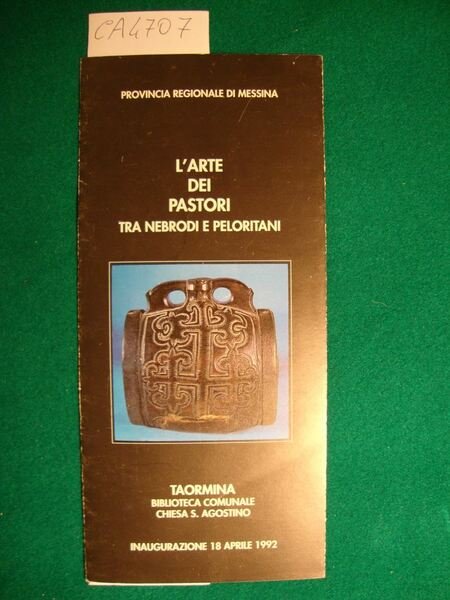 CA4707
PROVINCIA REGIONALE DI MESSINA
L'ARTE
DEI
PASTORI
TRA NEBRODI E PELORITANI
TAORMINA
BIBLIOTECA COMUNALE
CHIESA S. AGOSTINO
INAUGURAZIONE 18 APRILE 1992